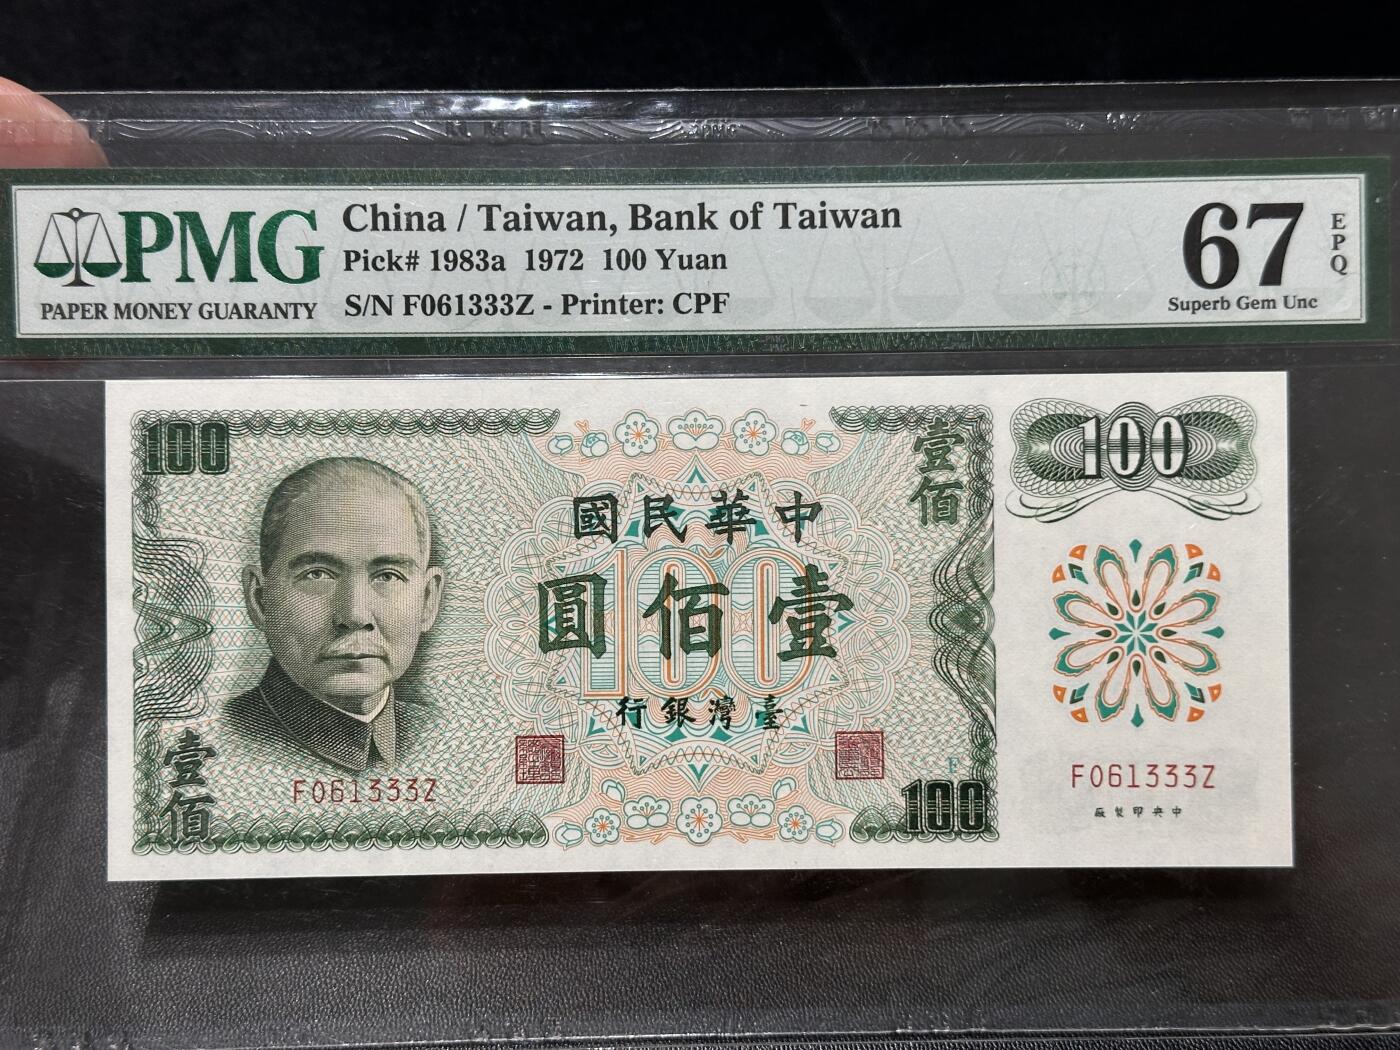 PMG
PAPER MONEY GUARANTY
China / Taiwan, Bank of Taiwan
Pick# 1983a 1972 100 Yuan
S/N F061333Z - Printer: CPF
67
EPQ
Superb Gem Unc
100
壹佰
100
國民華中
圓佰壹
100
行銀灣臺
壹佰
F061333Z
F
100
F061333Z
廠製印央中